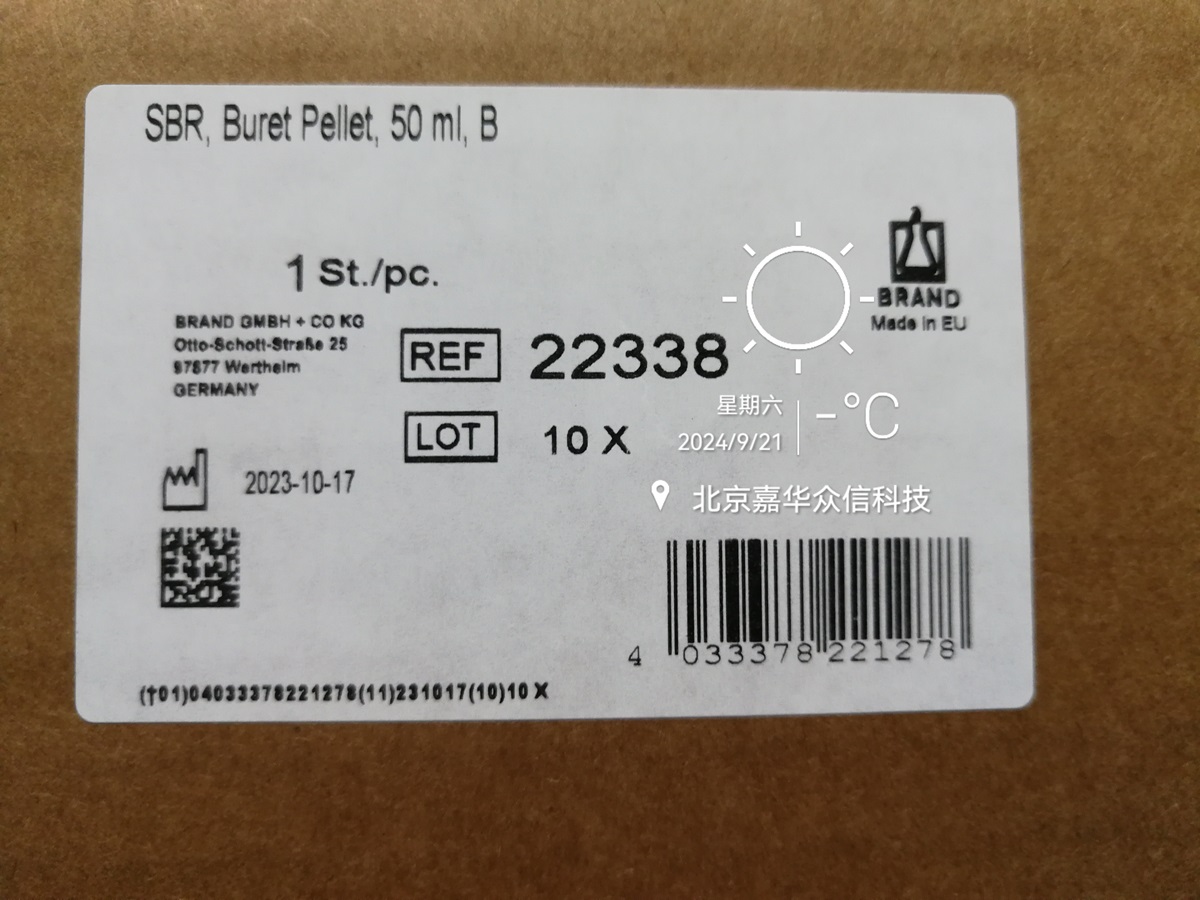 SBR, Buret Pellet, 50 ml, B
1 St./pc.
BRAND
Made in EU
BRAND GMBH + CO KG
Otto-Schott-Straße 25
97877 Wertheim
GERMANY
REF 22338
LOT 10 X
2023-10-17
星期六
2024/9/21
-°C
北京嘉华众信科技
4 033378 221278
(†01)04033378221278(11)231017(10)10 X